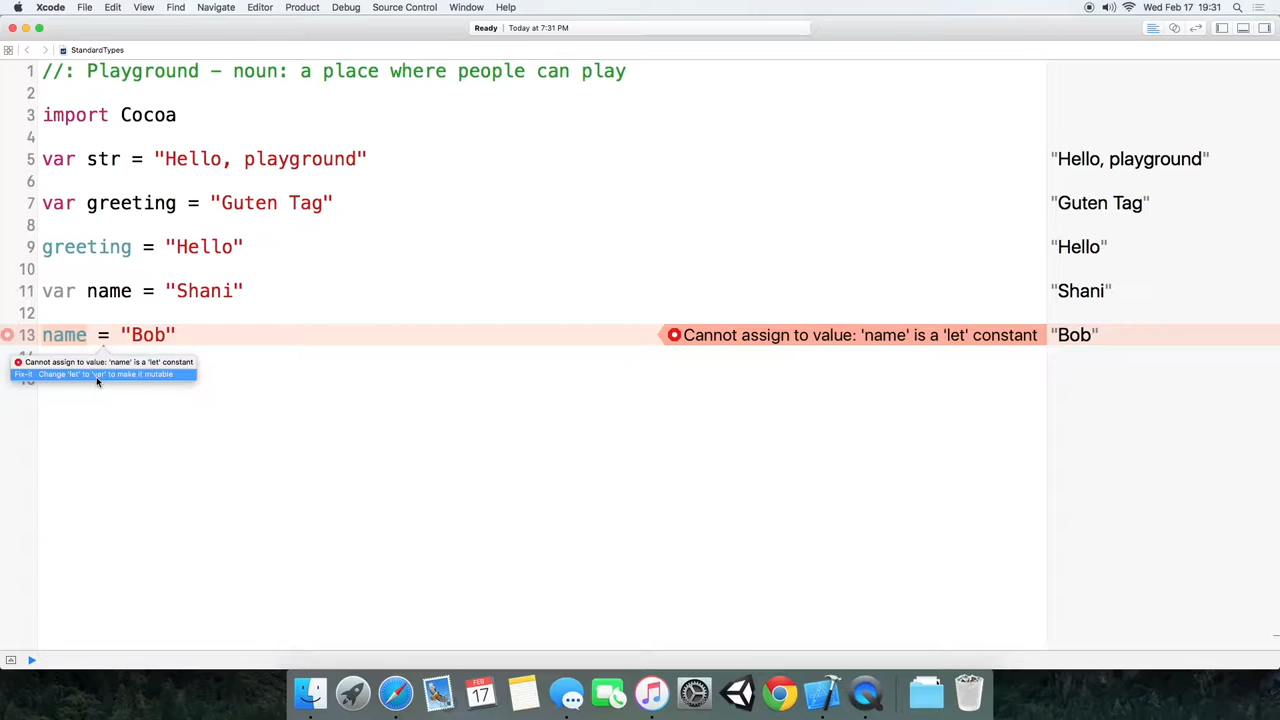 Xcode File Edit View Find Navigate Editor Product Debug Source Control Window Help Wed Feb 17 19:31
Ready Today at 7:31 PM
StandardTypes
1 //: Playground – noun: a place where people can play
2
3 import Cocoa
4
5 var str = "Hello, playground" "Hello, playground"
6
7 var greeting = "Guten Tag" "Guten Tag"
8
9 greeting = "Hello" "Hello"
10
11 var name = "Shani" "Shani"
12
13 name = "Bob" Cannot assign to value: 'name' is a 'let' constant "Bob"
Cannot assign to value: 'name' is a 'let' constant
Fix-it Change 'let' to 'var' to make it mutable
FEB
17